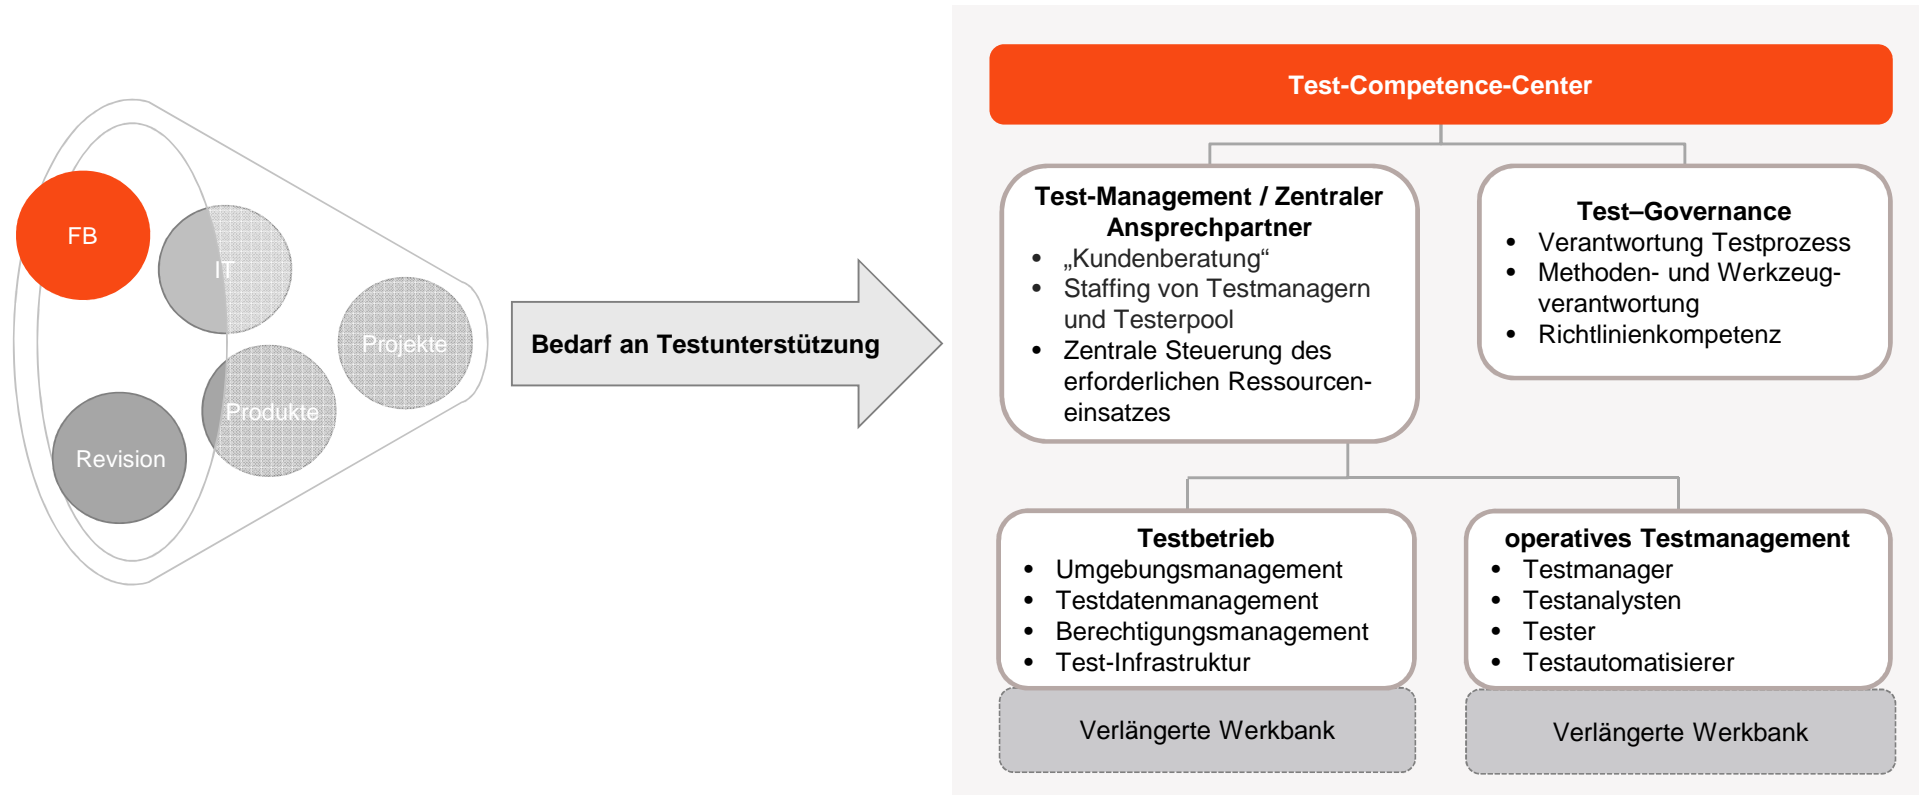 FB
IT
Projekte
Produkte
Revision
Bedarf an Testunterstützung
Test-Competence-Center
Test-Management / Zentraler
Ansprechpartner
• „Kundenberatung“
• Staffing von Testmanagern
und Testerpool
• Zentrale Steuerung des
erforderlichen Ressourcen-
einsatzes
Test–Governance
• Verantwortung Testprozess
• Methoden- und Werkzeug-
verantwortung
• Richtlinienkompetenz
Testbetrieb
• Umgebungsmanagement
• Testdatenmanagement
• Berechtigungsmanagement
• Test-Infrastruktur
Verlängerte Werkbank
operatives Testmanagement
• Testmanager
• Testanalysten
• Tester
• Testautomatisierer
Verlängerte Werkbank